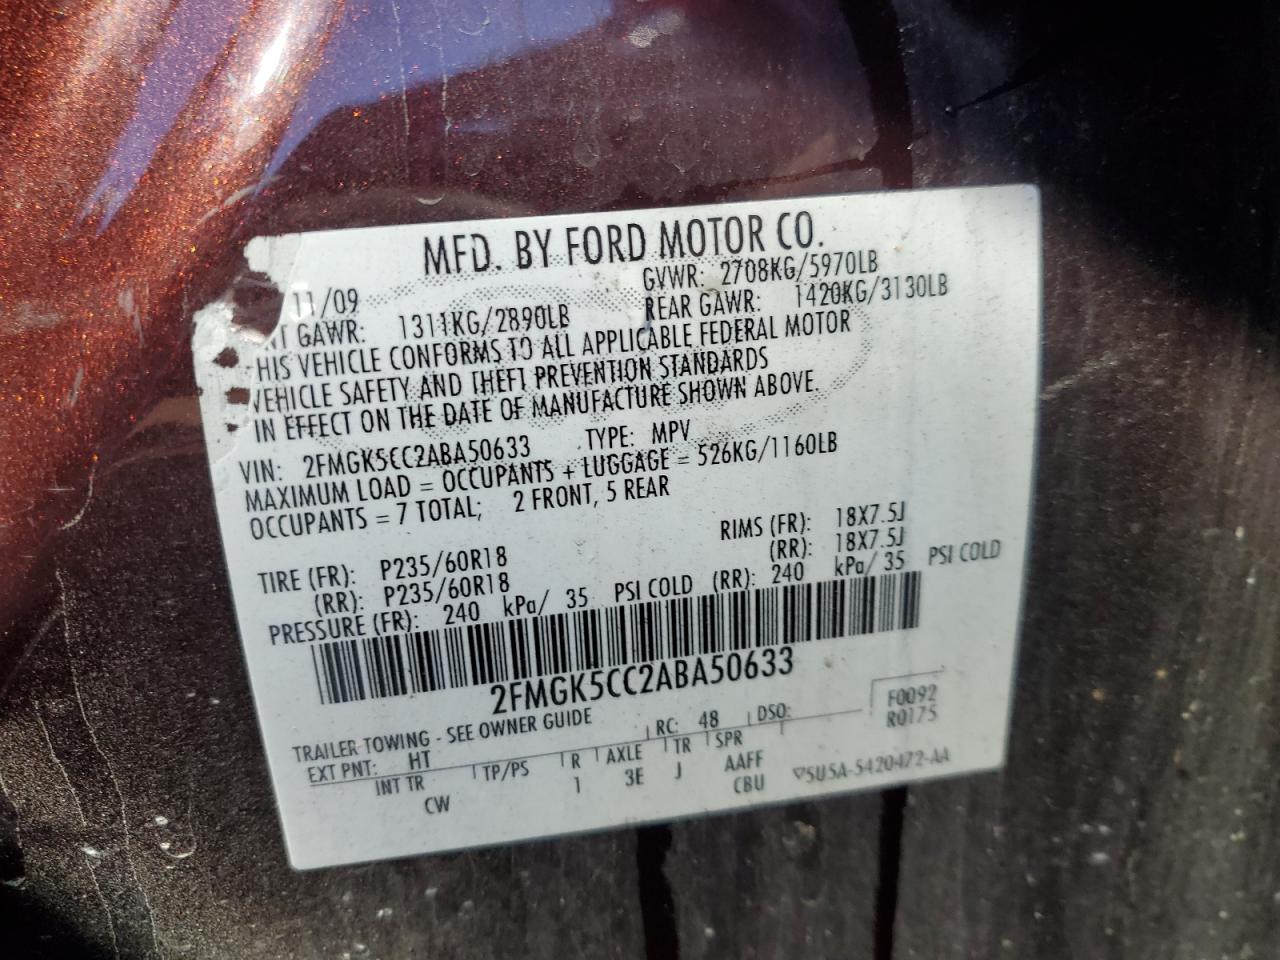 MFD. BY FORD MOTOR CO.
11/09 GVWR: 2708KG/5970LB
NT GAWR: 1311KG/2890LB REAR GAWR: 1420KG/3130LB
HIS VEHICLE CONFORMS TO ALL APPLICABLE FEDERAL MOTOR
VEHICLE SAFETY AND THEFT PREVENTION STANDARDS
IN EFFECT ON THE DATE OF MANUFACTURE SHOWN ABOVE.
VIN: 2FMGK5CC2ABA50633 TYPE: MPV
MAXIMUM LOAD = OCCUPANTS + LUGGAGE = 526KG/1160LB
OCCUPANTS = 7 TOTAL; 2 FRONT, 5 REAR
TIRE (FR): P235/60R18 RIMS (FR): 18X7.5J
(RR): P235/60R18 (RR): 18X7.5J
PRESSURE (FR): 240 kPa/ 35 PSI COLD (RR): 240 kPa/ 35 PSI COLD
2FMGK5CC2ABA50633
TRAILER TOWING - SEE OWNER GUIDE
F0092
R0175
EXT PNT: HT RC: 48 DSO:
INT TR TP/PS R AXLE TR SPR
CW 1 3E J AAFF
CBU
▽5U5A-5420472-AA